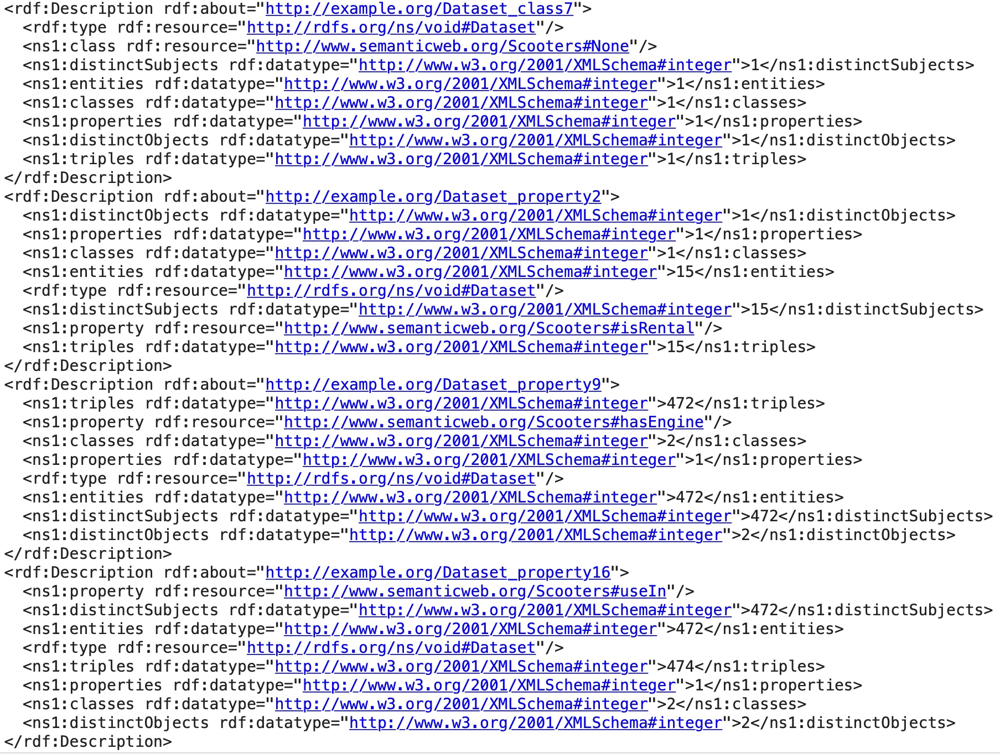 <rdf:Description rdf:about="http://example.org/Dataset_class7">
<rdf:type rdf:resource="http://rdfs.org/ns/void#Dataset"/>
<ns1:class rdf:resource="http://www.semanticweb.org/Scooters#None"/>
<ns1:distinctSubjects rdf:datatype="http://www.w3.org/2001/XMLSchema#integer">1</ns1:distinctSubjects>
<ns1:entities rdf:datatype="http://www.w3.org/2001/XMLSchema#integer">1</ns1:entities>
<ns1:classes rdf:datatype="http://www.w3.org/2001/XMLSchema#integer">1</ns1:classes>
<ns1:properties rdf:datatype="http://www.w3.org/2001/XMLSchema#integer">1</ns1:properties>
<ns1:distinctObjects rdf:datatype="http://www.w3.org/2001/XMLSchema#integer">1</ns1:distinctObjects>
<ns1:triples rdf:datatype="http://www.w3.org/2001/XMLSchema#integer">1</ns1:triples>
</rdf:Description>
<rdf:Description rdf:about="http://example.org/Dataset_property2">
<ns1:distinctObjects rdf:datatype="http://www.w3.org/2001/XMLSchema#integer">1</ns1:distinctObjects>
<ns1:properties rdf:datatype="http://www.w3.org/2001/XMLSchema#integer">1</ns1:properties>
<ns1:classes rdf:datatype="http://www.w3.org/2001/XMLSchema#integer">1</ns1:classes>
<ns1:entities rdf:datatype="http://www.w3.org/2001/XMLSchema#integer">15</ns1:entities>
<rdf:type rdf:resource="http://rdfs.org/ns/void#Dataset"/>
<ns1:distinctSubjects rdf:datatype="http://www.w3.org/2001/XMLSchema#integer">15</ns1:distinctSubjects>
<ns1:property rdf:resource="http://www.semanticweb.org/Scooters#isRental"/>
<ns1:triples rdf:datatype="http://www.w3.org/2001/XMLSchema#integer">15</ns1:triples>
</rdf:Description>
<rdf:Description rdf:about="http://example.org/Dataset_property9">
<ns1:triples rdf:datatype="http://www.w3.org/2001/XMLSchema#integer">472</ns1:triples>
<ns1:property rdf:resource="http://www.semanticweb.org/Scooters#hasEngine"/>
<ns1:classes rdf:datatype="http://www.w3.org/2001/XMLSchema#integer">2</ns1:classes>
<ns1:properties rdf:datatype="http://www.w3.org/2001/XMLSchema#integer">1</ns1:properties>
<rdf:type rdf:resource="http://rdfs.org/ns/void#Dataset"/>
<ns1:entities rdf:datatype="http://www.w3.org/2001/XMLSchema#integer">472</ns1:entities>
<ns1:distinctSubjects rdf:datatype="http://www.w3.org/2001/XMLSchema#integer">472</ns1:distinctSubjects>
<ns1:distinctObjects rdf:datatype="http://www.w3.org/2001/XMLSchema#integer">2</ns1:distinctObjects>
</rdf:Description>
<rdf:Description rdf:about="http://example.org/Dataset_property16">
<ns1:property rdf:resource="http://www.semanticweb.org/Scooters#useIn"/>
<ns1:distinctSubjects rdf:datatype="http://www.w3.org/2001/XMLSchema#integer">472</ns1:distinctSubjects>
<ns1:entities rdf:datatype="http://www.w3.org/2001/XMLSchema#integer">472</ns1:entities>
<rdf:type rdf:resource="http://rdfs.org/ns/void#Dataset"/>
<ns1:triples rdf:datatype="http://www.w3.org/2001/XMLSchema#integer">474</ns1:triples>
<ns1:properties rdf:datatype="http://www.w3.org/2001/XMLSchema#integer">1</ns1:properties>
<ns1:classes rdf:datatype="http://www.w3.org/2001/XMLSchema#integer">2</ns1:classes>
<ns1:distinctObjects rdf:datatype="http://www.w3.org/2001/XMLSchema#integer">2</ns1:distinctObjects>
</rdf:Description>